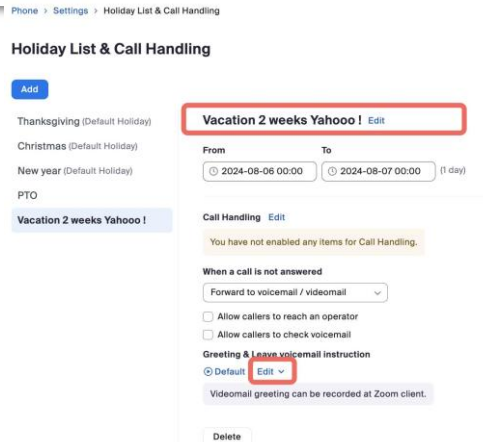 Phone > Settings > Holiday List & Call Handling
Holiday List & Call Handling
Add
Thanksgiving (Default Holiday)
Christmas (Default Holiday)
New year (Default Holiday)
PTO
Vacation 2 weeks Yahooo !
Vacation 2 weeks Yahooo ! Edit
From To
2024-08-06 00:00 2024-08-07 00:00 (1 day)
Call Handling Edit
You have not enabled any items for Call Handling.
When a call is not answered
Forward to voicemail / videomail
Allow callers to reach an operator
Allow callers to check voicemail
Greeting & Leave voicemail instruction
Default Edit
Videomail greeting can be recorded at Zoom client.
Delete